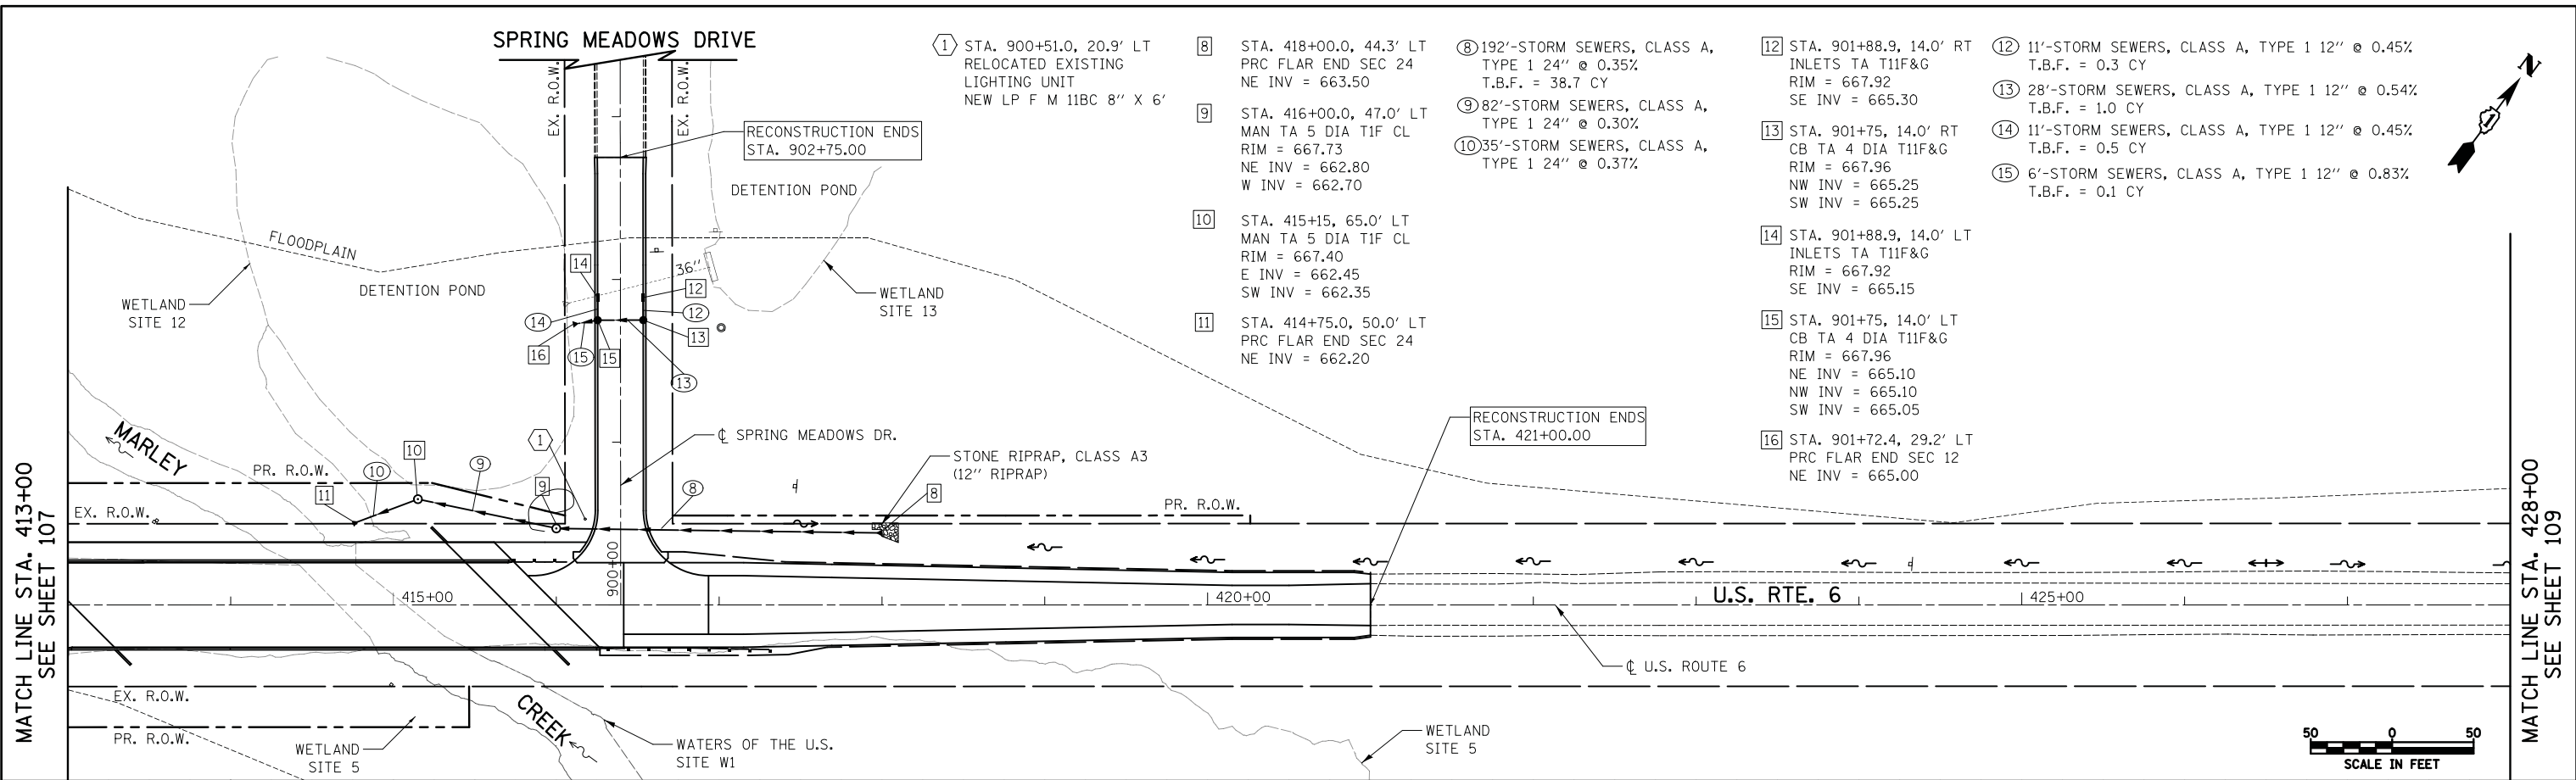 SPRING MEADOWS DRIVE
EX. R.O.W.
EX. R.O.W.
RECONSTRUCTION ENDS
STA. 902+75.00
DETENTION POND
FLOODPLAIN
DETENTION POND
WETLAND
SITE 12
WETLAND
SITE 13
36''
14
12
14
12
13
16
15
15
13
1 STA. 900+51.0, 20.9' LT
RELOCATED EXISTING
LIGHTING UNIT
NEW LP F M 11BC 8'' X 6'
8 STA. 418+00.0, 44.3' LT
PRC FLAR END SEC 24
NE INV = 663.50
9 STA. 416+00.0, 47.0' LT
MAN TA 5 DIA T1F CL
RIM = 667.73
NE INV = 662.80
W INV = 662.70
10 STA. 415+15, 65.0' LT
MAN TA 5 DIA T1F CL
RIM = 667.40
E INV = 662.45
SW INV = 662.35
11 STA. 414+75.0, 50.0' LT
PRC FLAR END SEC 24
NE INV = 662.20
8 192'-STORM SEWERS, CLASS A,
TYPE 1 24'' @ 0.35%
T.B.F. = 38.7 CY
9 82'-STORM SEWERS, CLASS A,
TYPE 1 24'' @ 0.30%
10 35'-STORM SEWERS, CLASS A,
TYPE 1 24'' @ 0.37%
12 STA. 901+88.9, 14.0' RT
INLETS TA T11F&G
RIM = 667.92
SE INV = 665.30
13 STA. 901+75, 14.0' RT
CB TA 4 DIA T11F&G
RIM = 667.96
NW INV = 665.25
SW INV = 665.25
14 STA. 901+88.9, 14.0' LT
INLETS TA T11F&G
RIM = 667.92
SE INV = 665.15
15 STA. 901+75, 14.0' LT
CB TA 4 DIA T11F&G
RIM = 667.96
NE INV = 665.10
NW INV = 665.10
SW INV = 665.05
16 STA. 901+72.4, 29.2' LT
PRC FLAR END SEC 12
NE INV = 665.00
12 11'-STORM SEWERS, CLASS A, TYPE 1 12'' @ 0.45%
T.B.F. = 0.3 CY
13 28'-STORM SEWERS, CLASS A, TYPE 1 12'' @ 0.54%
T.B.F. = 1.0 CY
14 11'-STORM SEWERS, CLASS A, TYPE 1 12'' @ 0.45%
T.B.F. = 0.5 CY
15 6'-STORM SEWERS, CLASS A, TYPE 1 12'' @ 0.83%
T.B.F. = 0.1 CY
N
1
RECONSTRUCTION ENDS
STA. 421+00.00
℄ SPRING MEADOWS DR.
STONE RIPRAP, CLASS A3
(12'' RIPRAP)
MARLEY
1
10
9
10
11
9
8
8
PR. R.O.W.
EX. R.O.W.
PR. R.O.W.
MATCH LINE STA. 413+00
SEE SHEET 107
900+00
415+00
420+00
U.S. RTE. 6
425+00
℄ U.S. ROUTE 6
EX. R.O.W.
PR. R.O.W.
CREEK
WETLAND
SITE 5
WATERS OF THE U.S.
SITE W1
WETLAND
SITE 5
50 0 50
SCALE IN FEET
MATCH LINE STA. 428+00
SEE SHEET 109